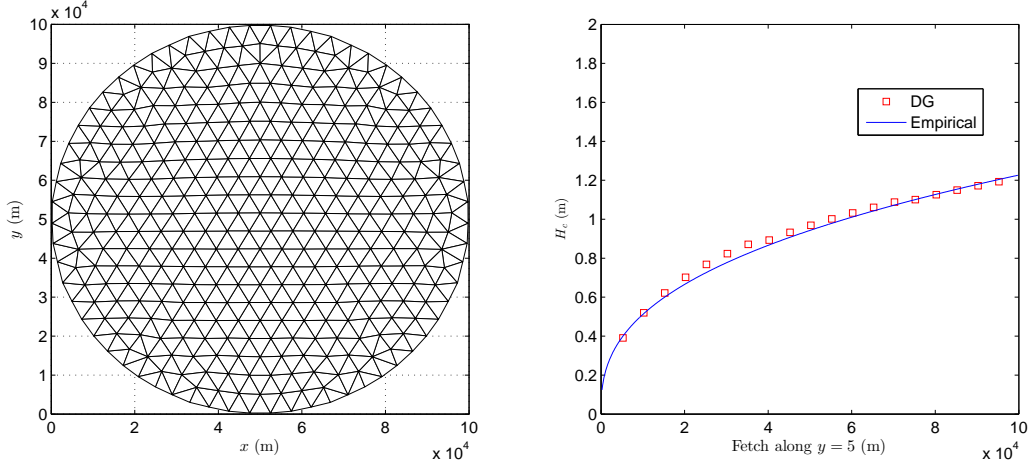 x 10^4
10
9
8
7
6
5
4
3
2
1
0
y (m)
0 2 4 6 8 10
x (m)
x 10^4
2
1.8
1.6
1.4
1.2
1
0.8
0.6
0.4
0.2
0
H_c (m)
DG
Empirical
0 2 4 6 8 10
Fetch along y = 5 (m)
x 10^4